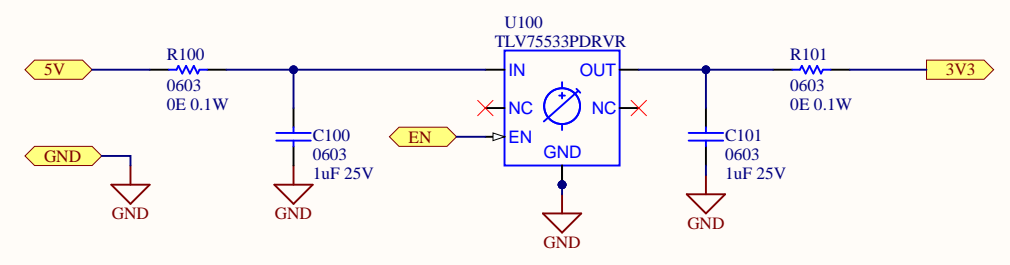 U100
TLV75533PDRVR
R100
R101
5V
IN
OUT
3V3
0603
0E 0.1W
0603
0E 0.1W
NC
NC
EN
EN
C100
0603
1uF 25V
C101
0603
1uF 25V
GND
GND
GND
GND
GND
GND